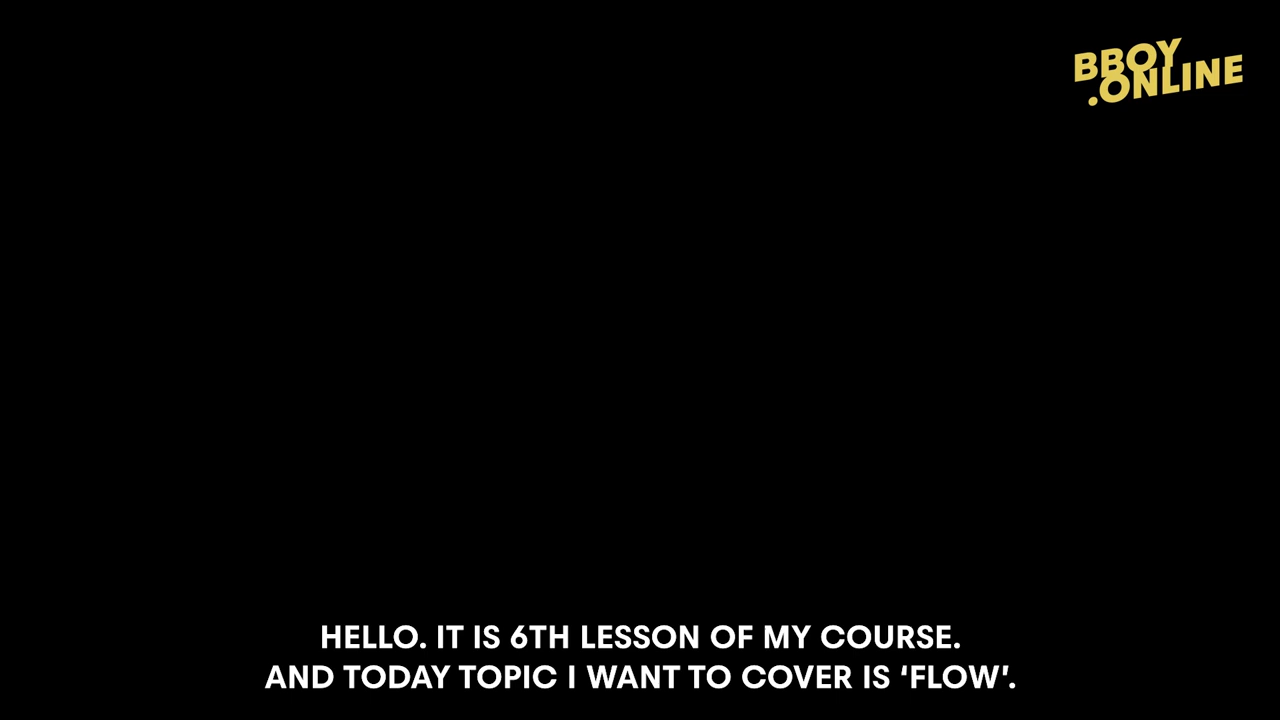 BBOY
.ONLINE
HELLO. IT IS 6TH LESSON OF MY COURSE.
AND TODAY TOPIC I WANT TO COVER IS ‘FLOW’.